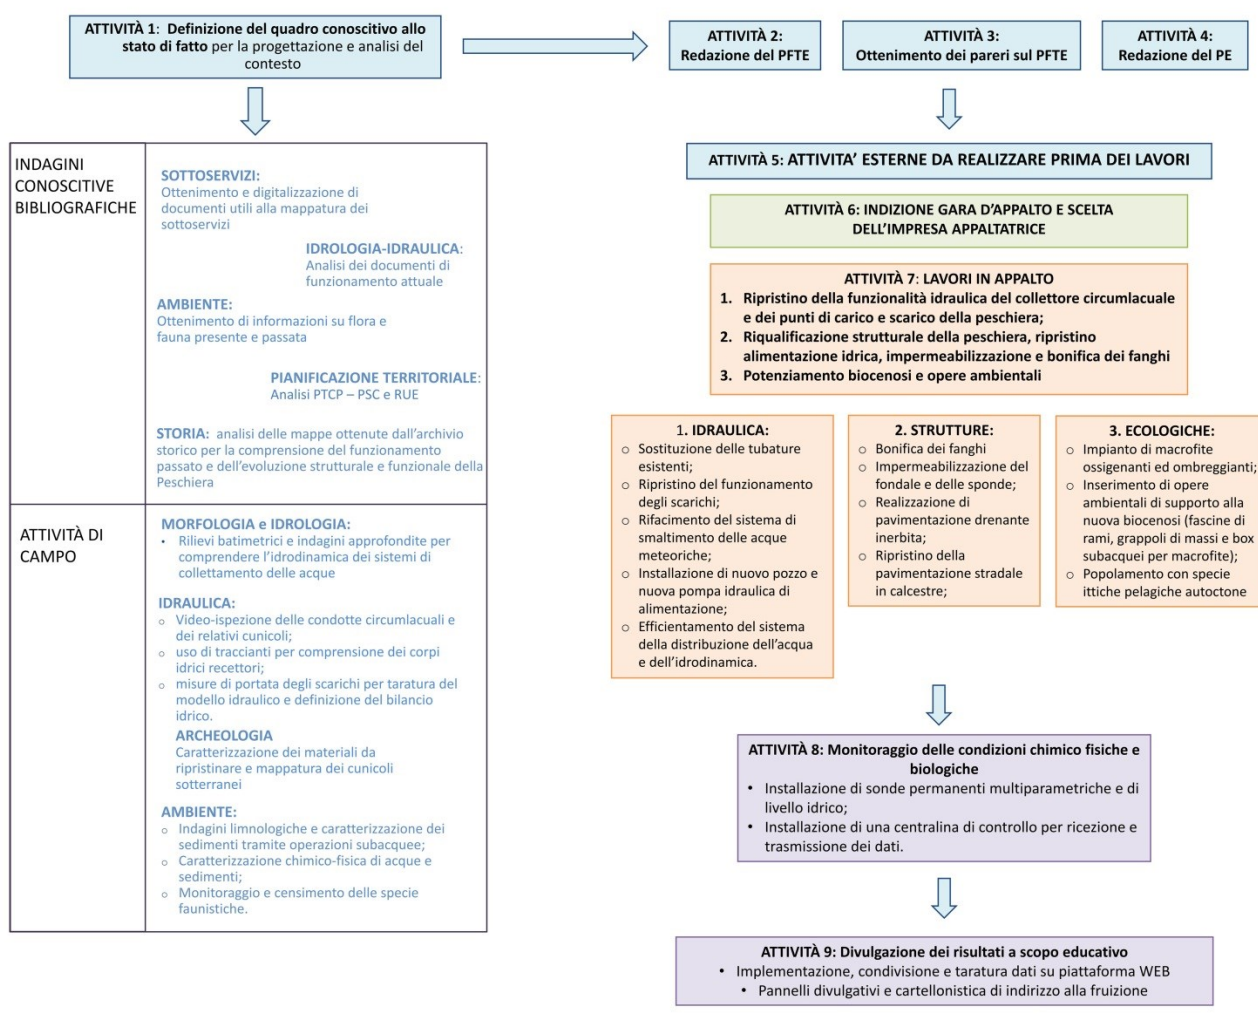 ATTIVITÀ 1: Definizione del quadro conoscitivo allo
stato di fatto per la progettazione e analisi del
contesto
ATTIVITÀ 2:
Redazione del PFTE
ATTIVITÀ 3:
Ottenimento dei pareri sul PFTE
ATTIVITÀ 4:
Redazione del PE
INDAGINI
CONOSCITIVE
BIBLIOGRAFICHE
SOTTOSERVIZI:
Ottenimento e digitalizzazione di
documenti utili alla mappatura dei
sottoservizi
IDROLOGIA-IDRAULICA:
Analisi dei documenti di
funzionamento attuale
AMBIENTE:
Ottenimento di informazioni su flora e
fauna presente e passata
PIANIFICAZIONE TERRITORIALE:
Analisi PTCP – PSC e RUE
STORIA: analisi delle mappe ottenute dall'archivio
storico per la comprensione del funzionamento
passato e dell'evoluzione strutturale e funzionale della
Peschiera
ATTIVITÀ DI
CAMPO
MORFOLOGIA e IDROLOGIA:
• Rilievi batimetrici e indagini approfondite per
comprendere l'idrodinamica dei sistemi di
collettamento delle acque
IDRAULICA:
○ Video-ispezione delle condotte circumlacuali e
dei relativi cunicoli;
○ uso di traccianti per comprensione dei corpi
idrici recettori;
○ misure di portata degli scarichi per taratura del
modello idraulico e definizione del bilancio
idrico.
ARCHEOLOGIA
Caratterizzazione dei materiali da
ripristinare e mappatura dei cunicoli
sotterranei
AMBIENTE:
○ Indagini limnologiche e caratterizzazione dei
sedimenti tramite operazioni subacquee;
○ Caratterizzazione chimico-fisica di acque e
sedimenti;
○ Monitoraggio e censimento delle specie
faunistiche.
ATTIVITÀ 5: ATTIVITA' ESTERNE DA REALIZZARE PRIMA DEI LAVORI
ATTIVITÀ 6: INDIZIONE GARA D'APPALTO E SCELTA
DELL'IMPRESA APPALTATRICE
ATTIVITÀ 7: LAVORI IN APPALTO
1. Ripristino della funzionalità idraulica del collettore circumlacuale
e dei punti di carico e scarico della peschiera;
2. Riqualificazione strutturale della peschiera, ripristino
alimentazione idrica, impermeabilizzazione e bonifica dei fanghi
3. Potenziamento biocenosi e opere ambientali
1. IDRAULICA:
○ Sostituzione delle tubature
esistenti;
○ Ripristino del funzionamento
degli scarichi;
○ Rifacimento del sistema di
smaltimento delle acque
meteoriche;
○ Installazione di nuovo pozzo e
nuova pompa idraulica di
alimentazione;
○ Efficientamento del sistema
della distribuzione dell'acqua
e dell'idrodinamica.
2. STRUTTURE:
○ Bonifica dei fanghi
○ Impermeabilizzazione del
fondale e delle sponde;
○ Realizzazione di
pavimentazione drenante
inerbita;
○ Ripristino della
pavimentazione stradale
in calcestre;
3. ECOLOGICHE:
○ Impianto di macrofite
ossigenanti ed ombreggianti;
○ Inserimento di opere
ambientali di supporto alla
nuova biocenosi (fascine di
rami, grappoli di massi e box
subacquei per macrofite);
○ Popolamento con specie
ittiche pelagiche autoctone
ATTIVITÀ 8: Monitoraggio delle condizioni chimico fisiche e
biologiche
• Installazione di sonde permanenti multiparametriche e di
livello idrico;
• Installazione di una centralina di controllo per ricezione e
trasmissione dei dati.
ATTIVITÀ 9: Divulgazione dei risultati a scopo educativo
• Implementazione, condivisione e taratura dati su piattaforma WEB
• Pannelli divulgativi e cartellonistica di indirizzo alla fruizione